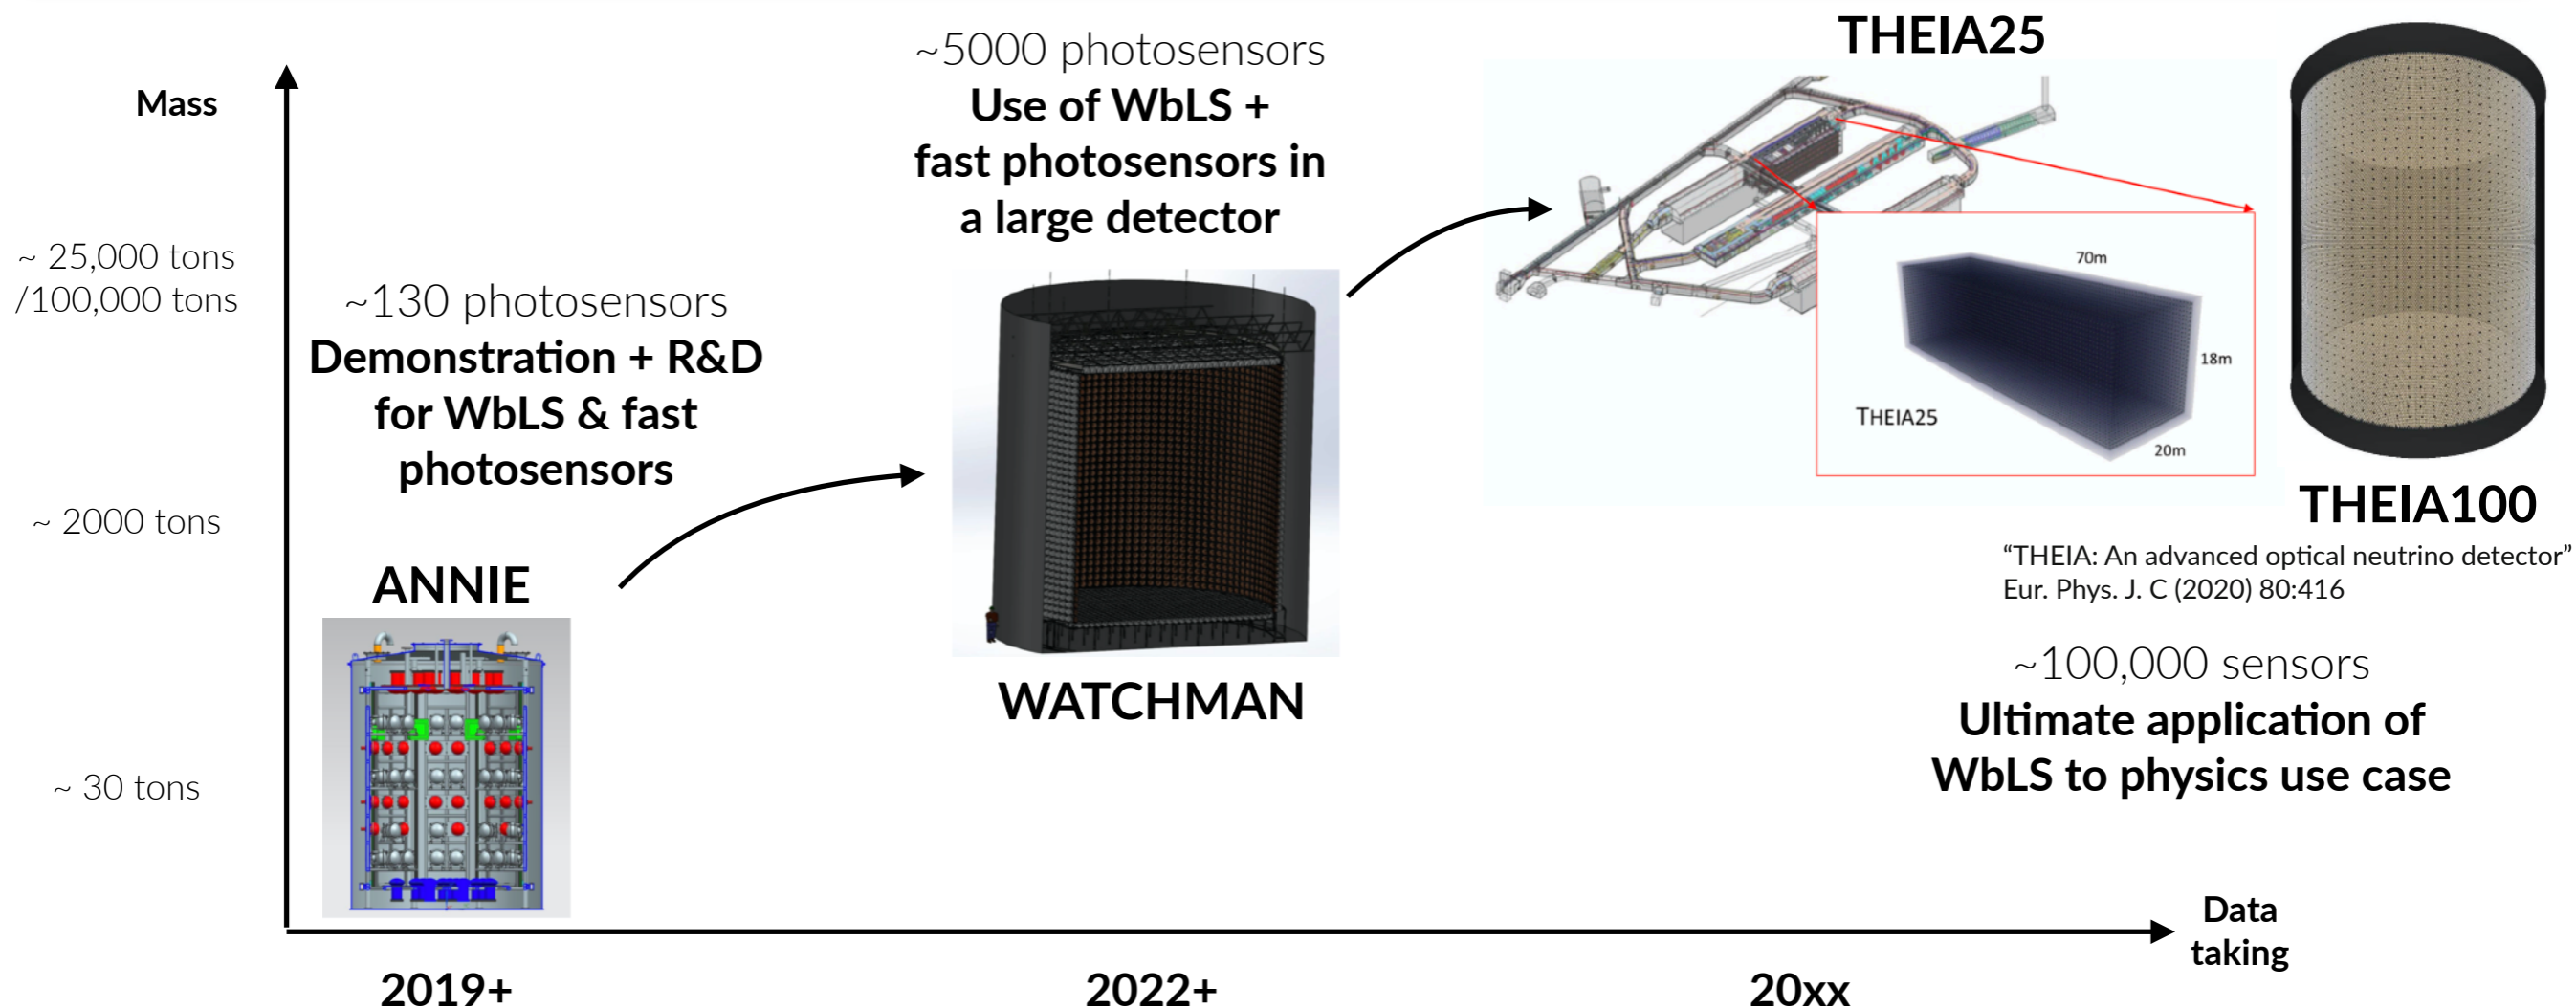 Mass
~ 25,000 tons
/100,000 tons
~ 2000 tons
~ 30 tons
~130 photosensors
Demonstration + R&D
for WbLS & fast
photosensors
ANNIE
~5000 photosensors
Use of WbLS +
fast photosensors in
a large detector
WATCHMAN
THEIA25
70m
18m
20m
THEIA25
THEIA100
“THEIA: An advanced optical neutrino detector”
Eur. Phys. J. C (2020) 80:416
~100,000 sensors
Ultimate application of
WbLS to physics use case
Data
taking
2019+
2022+
20xx